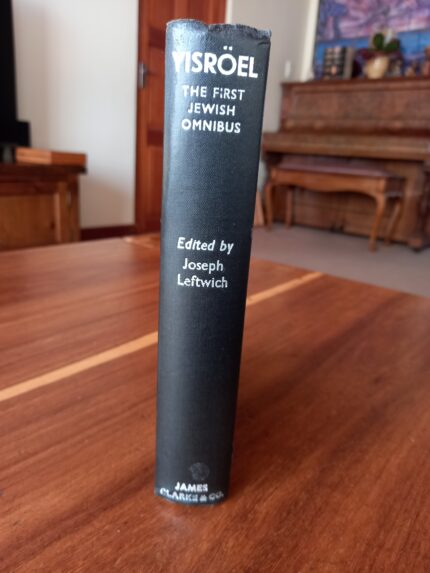 YISRÖEL
THE FIRST
JEWISH
OMNIBUS
Edited by
Joseph
Leftwich
JAMES
CLARKE & CO.